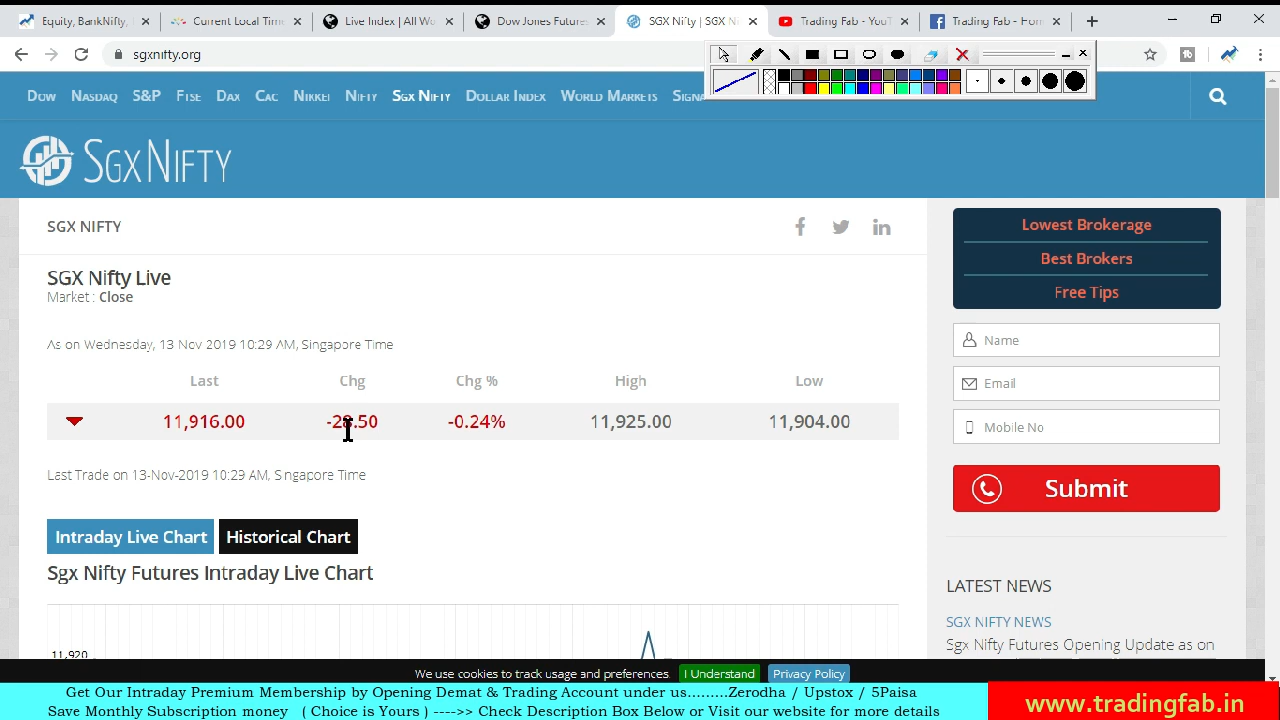 Equity, BankNifty,
Current Local Time
Live Index | All Wo
Dow Jones Futures
SGX Nifty | SGX N
Trading Fab - YouT
Trading Fab - Hom
sgxnifty.org
Dow Nasdaq S&P Ftse Dax Cac Nikkei Nifty Sgx Nifty Dollar Index World Markets
SGXNIFTY
SGX NIFTY
SGX Nifty Live
Market : Close
As on Wednesday, 13 Nov 2019 10:29 AM, Singapore Time
Last Chg Chg % High Low
11,916.00 -28.50 -0.24% 11,925.00 11,904.00
Last Trade on 13-Nov-2019 10:29 AM, Singapore Time
Intraday Live Chart Historical Chart
Sgx Nifty Futures Intraday Live Chart
11,920
Lowest Brokerage
Best Brokers
Free Tips
Name
Email
Mobile No
Submit
LATEST NEWS
SGX NIFTY NEWS
Sgx Nifty Futures Opening Update as on
We use cookies to track usage and preferences. I Understand Privacy Policy
Get Our Intraday Premium Membership by Opening Demat & Trading Account under us........Zerodha / Upstox / 5Paisa
Save Monthly Subscription money ( Choice is Yours ) ---->> Check Description Box Below or Visit our website for more details
www.tradingfab.in